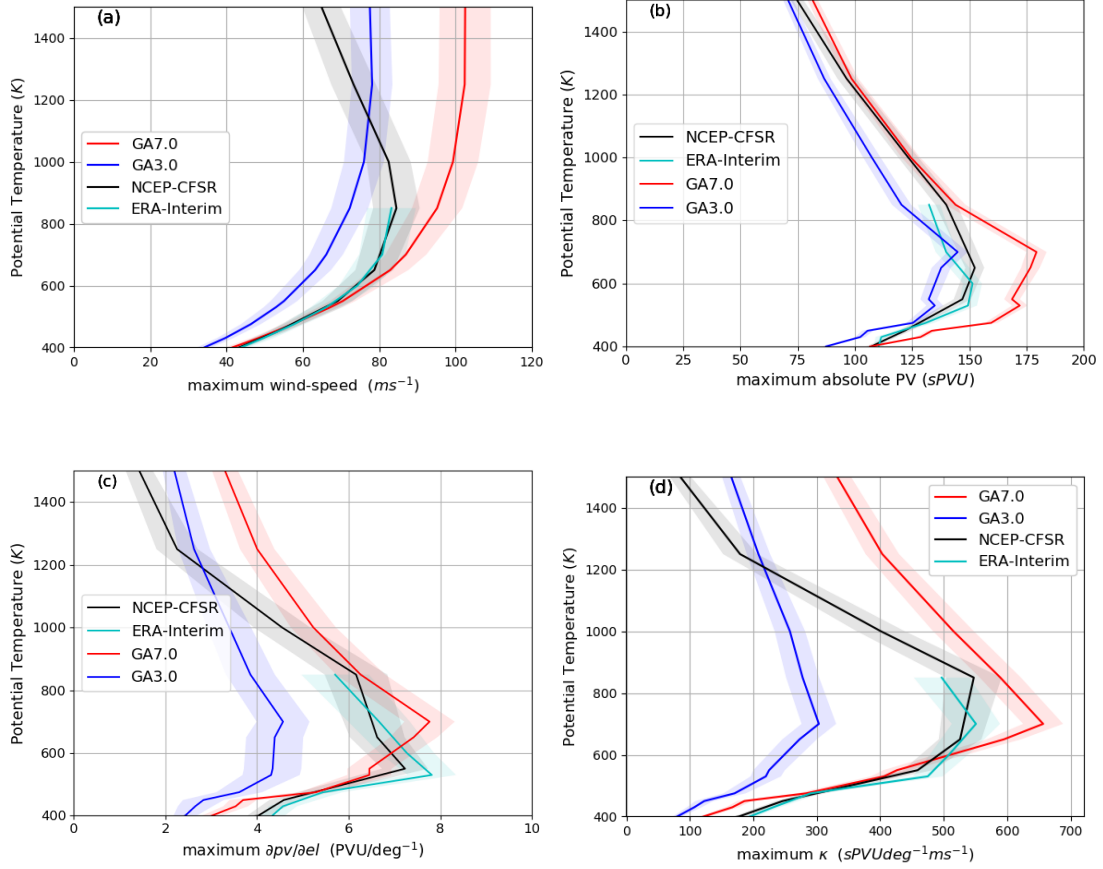 (a)
1400
1200
1000
800
600
400
Potential Temperature (K)
GA7.0
GA3.0
NCEP-CFSR
ERA-Interim
0 20 40 60 80 100 120
maximum wind-speed (ms⁻¹)
(b)
1400
1200
1000
800
600
400
Potential Temperature (K)
NCEP-CFSR
ERA-Interim
GA7.0
GA3.0
0 25 50 75 100 125 150 175 200
maximum absolute PV (sPVU)
(c)
1400
1200
1000
800
600
400
Potential Temperature (K)
NCEP-CFSR
ERA-Interim
GA7.0
GA3.0
0 2 4 6 8 10
maximum ∂pv/∂el (PVU/deg⁻¹)
(d)
1400
1200
1000
800
600
400
Potential Temperature (K)
GA7.0
GA3.0
NCEP-CFSR
ERA-Interim
0 100 200 300 400 500 600 700
maximum κ (sPVUdeg⁻¹ms⁻¹)